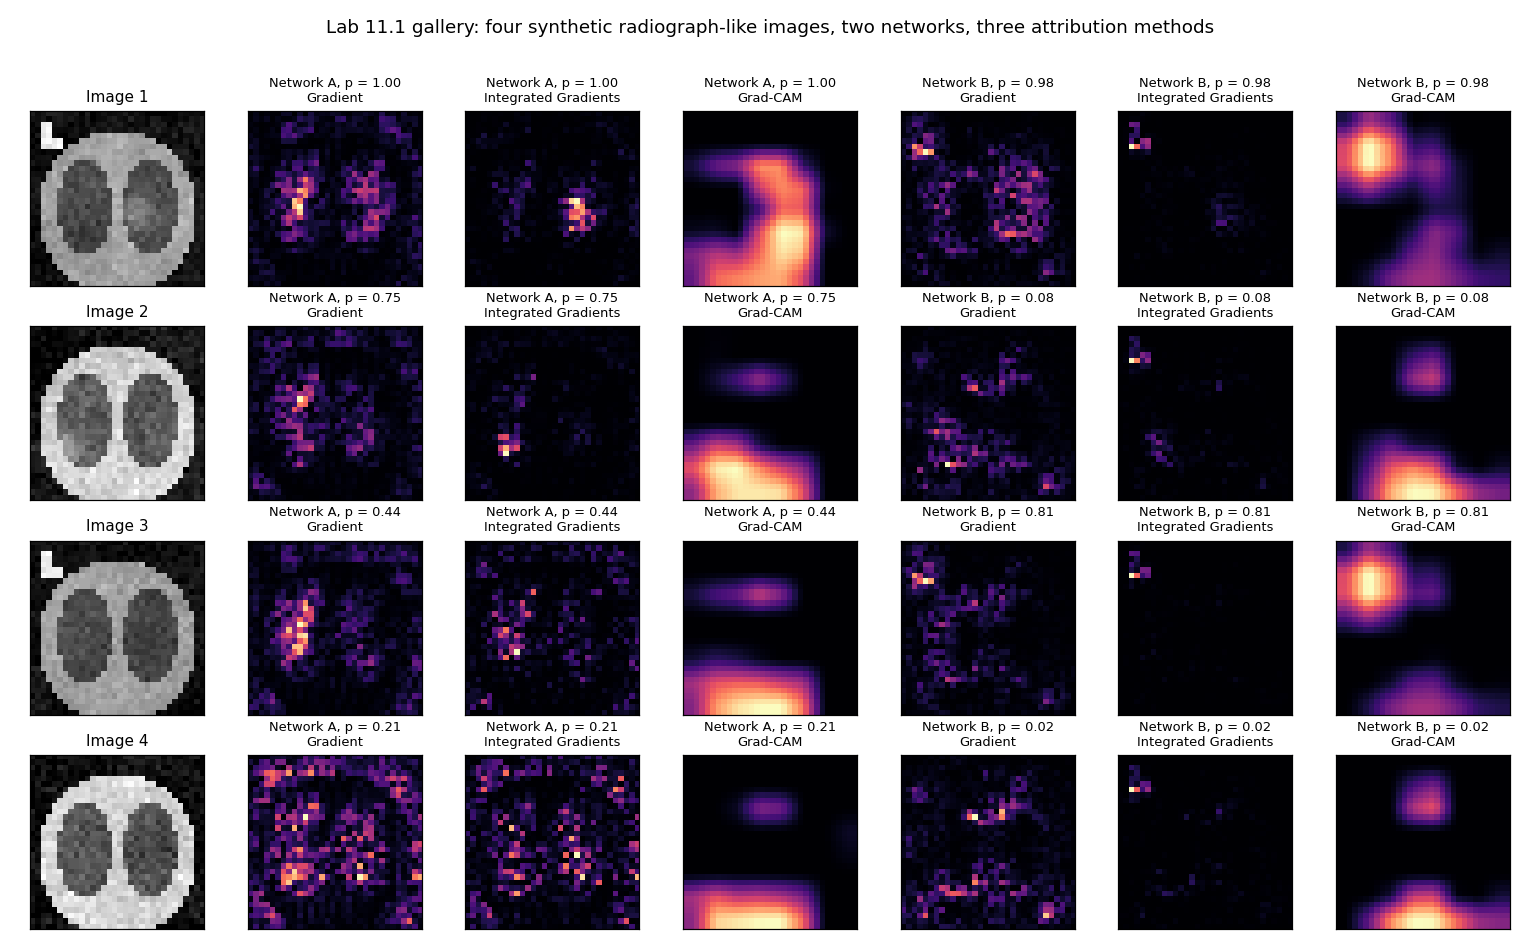 Lab 11.1 gallery: four synthetic radiograph-like images, two networks, three attribution methods
Image 1
Network A, p = 1.00
Gradient
Network A, p = 1.00
Integrated Gradients
Network A, p = 1.00
Grad-CAM
Network B, p = 0.98
Gradient
Network B, p = 0.98
Integrated Gradients
Network B, p = 0.98
Grad-CAM
L
Image 2
Network A, p = 0.75
Gradient
Network A, p = 0.75
Integrated Gradients
Network A, p = 0.75
Grad-CAM
Network B, p = 0.08
Gradient
Network B, p = 0.08
Integrated Gradients
Network B, p = 0.08
Grad-CAM
Image 3
Network A, p = 0.44
Gradient
Network A, p = 0.44
Integrated Gradients
Network A, p = 0.44
Grad-CAM
Network B, p = 0.81
Gradient
Network B, p = 0.81
Integrated Gradients
Network B, p = 0.81
Grad-CAM
L
Image 4
Network A, p = 0.21
Gradient
Network A, p = 0.21
Integrated Gradients
Network A, p = 0.21
Grad-CAM
Network B, p = 0.02
Gradient
Network B, p = 0.02
Integrated Gradients
Network B, p = 0.02
Grad-CAM